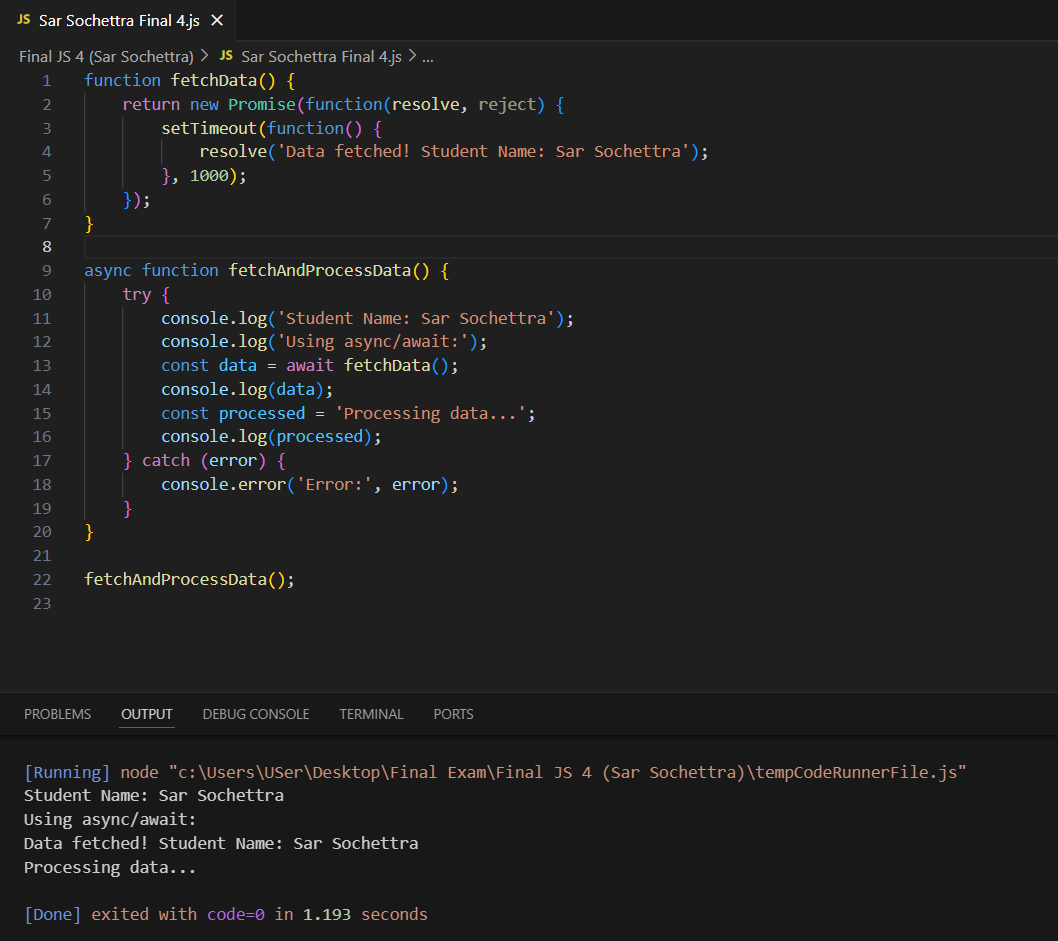 JS Sar Sochettra Final 4.js ×
Final JS 4 (Sar Sochettra) > JS Sar Sochettra Final 4.js > ...
1 function fetchData() {
2     return new Promise(function(resolve, reject) {
3         setTimeout(function() {
4             resolve('Data fetched! Student Name: Sar Sochettra');
5         }, 1000);
6     });
7 }
8
9 async function fetchAndProcessData() {
10     try {
11         console.log('Student Name: Sar Sochettra');
12         console.log('Using async/await:');
13         const data = await fetchData();
14         console.log(data);
15         const processed = 'Processing data...';
16         console.log(processed);
17     } catch (error) {
18         console.error('Error:', error);
19     }
20 }
21
22 fetchAndProcessData();
23
PROBLEMS OUTPUT DEBUG CONSOLE TERMINAL PORTS
[Running] node "c:\Users\USer\Desktop\Final Exam\Final JS 4 (Sar Sochettra)\tempCodeRunnerFile.js"
Student Name: Sar Sochettra
Using async/await:
Data fetched! Student Name: Sar Sochettra
Processing data...
[Done] exited with code=0 in 1.193 seconds